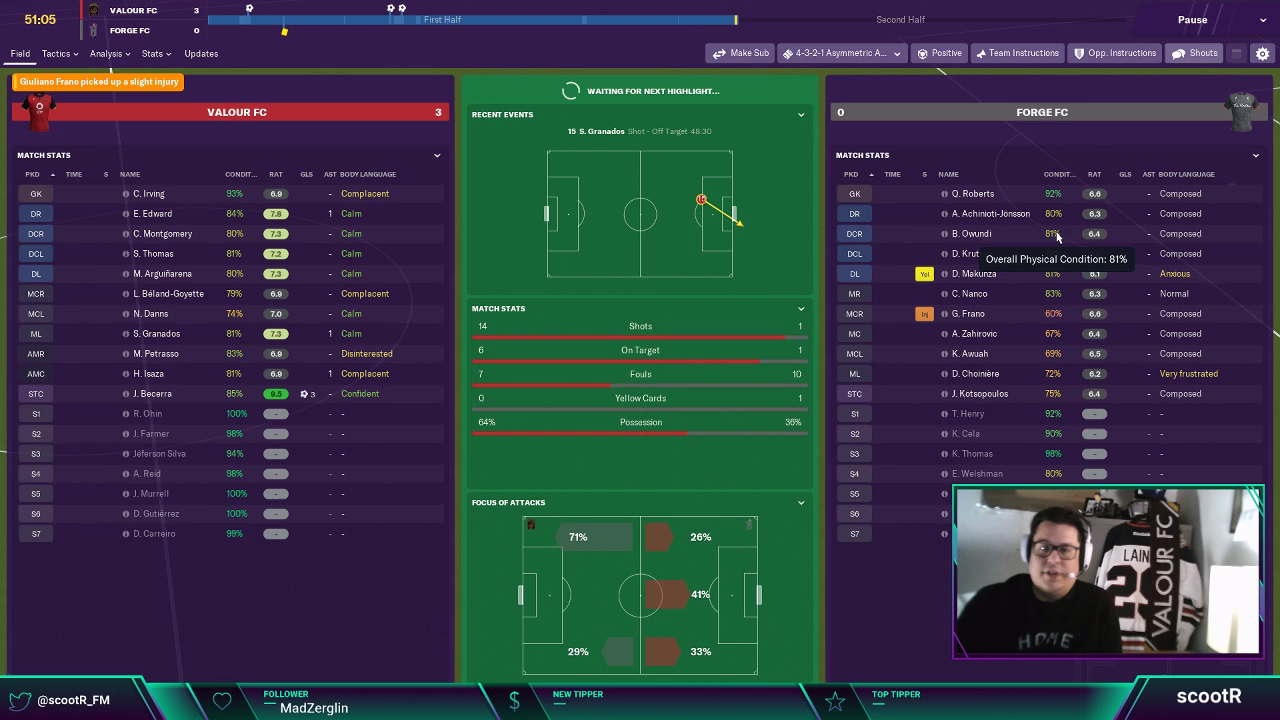 51:05
VALOUR FC 3
FORGE FC 0
First Half
Second Half
Pause
Field Tactics Analysis Stats Updates
Make Sub 4-3-2-1 Asymmetric A... Positive Team Instructions Opp. Instructions Shouts
Giuliano Frano picked up a slight injury
VALOUR FC 3
MATCH STATS
PKD TIME S NAME CONDIT... RAT GLS AST BODY LANGUAGE
GK C. Irving 93% 6.9 - Complacent
DR E. Edward 84% 7.8 1 Calm
DCR C. Montgomery 80% 7.3 - Calm
DCL S. Thomas 81% 7.2 - Calm
DL M. Arguiñarena 80% 7.3 - Calm
MCR L. Béland-Goyette 79% 6.9 - Complacent
MCL N. Danns 74% 7.0 - Calm
ML S. Granados 81% 7.3 1 Calm
AMR M. Petrasso 83% 6.9 - Disinterested
AMC H. Isaza 81% 6.9 1 Complacent
STC J. Becerra 85% 9.5 3 - Confident
S1 R. Ohin 100% - - -
S2 J. Farmer 98% - - -
S3 Jéferson Silva 94% - - -
S4 A. Reid 98% - - -
S5 J. Murrell 100% - - -
S6 D. Gutiérrez 100% - - -
S7 D. Carreiro 99% - - -
WAITING FOR NEXT HIGHLIGHT...
RECENT EVENTS
15 S. Granados Shot - Off Target 48.30
15
MATCH STATS
14 Shots 1
6 On Target 1
7 Fouls 10
0 Yellow Cards 1
64% Possession 36%
FOCUS OF ATTACKS
71% 26%
41%
29% 33%
0 FORGE FC
MATCH STATS
PKD TIME S NAME CONDIT... RAT GLS AST BODY LANGUAGE
GK Q. Roberts 92% 6.6 - Composed
DR A. Achinioti-Jönsson 80% 6.3 - Composed
DCR B. Owundi 81% 6.4 - Composed
DCL D. Krut
Overall Physical Condition: 81%
DL Yel D. Makunza 81% 6.1 - Anxious
MR C. Nanco 83% 6.3 - Normal
MCR Inj G. Frano 60% 6.6 - Composed
MC A. Zahirovic 67% 6.4 - Composed
MCL K. Awuah 69% 6.5 - Composed
ML D. Choinière 72% 6.2 - Very frustrated
STC J. Kotsopoulos 75% 6.4 - Composed
S1 T. Henry 92% - - -
S2 K. Cela 90% - - -
S3 K. Thomas 98% - - -
S4 E. Welshman 80% - - -
S5
S6
S7
LAIN
VALOUR FC
HOME
@scootR_FM
FOLLOWER
MadZerglin
NEW TIPPER
TOP TIPPER
scootR